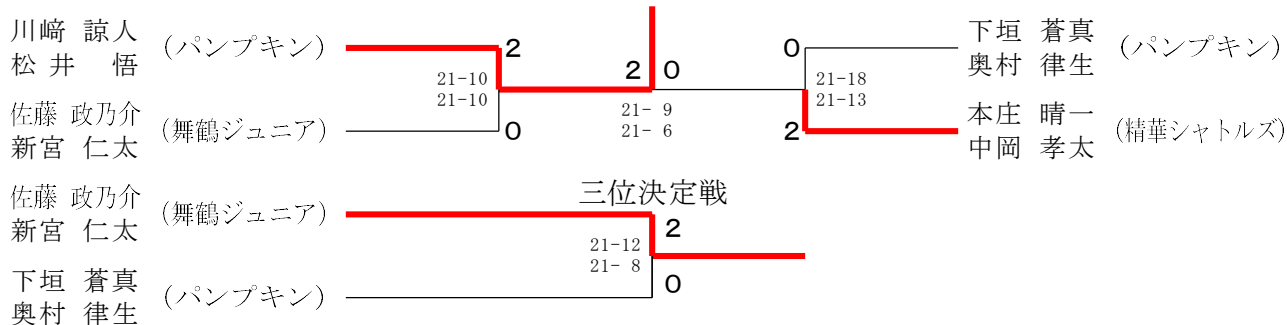 川﨑 諒人
松井 悟
(パンプキン)
2
21-10
21-10
0
佐藤 政乃介
新宮 仁太
(舞鶴ジュニア)
2 0
21- 9
21- 6
0
21-18
21-13
2
下垣 蒼真
奥村 律生
(パンプキン)
本庄 晴一
中岡 孝太
(精華シャトルズ)
三位決定戦
佐藤 政乃介
新宮 仁太
(舞鶴ジュニア)
2
21-12
21- 8
0
下垣 蒼真
奥村 律生
(パンプキン)